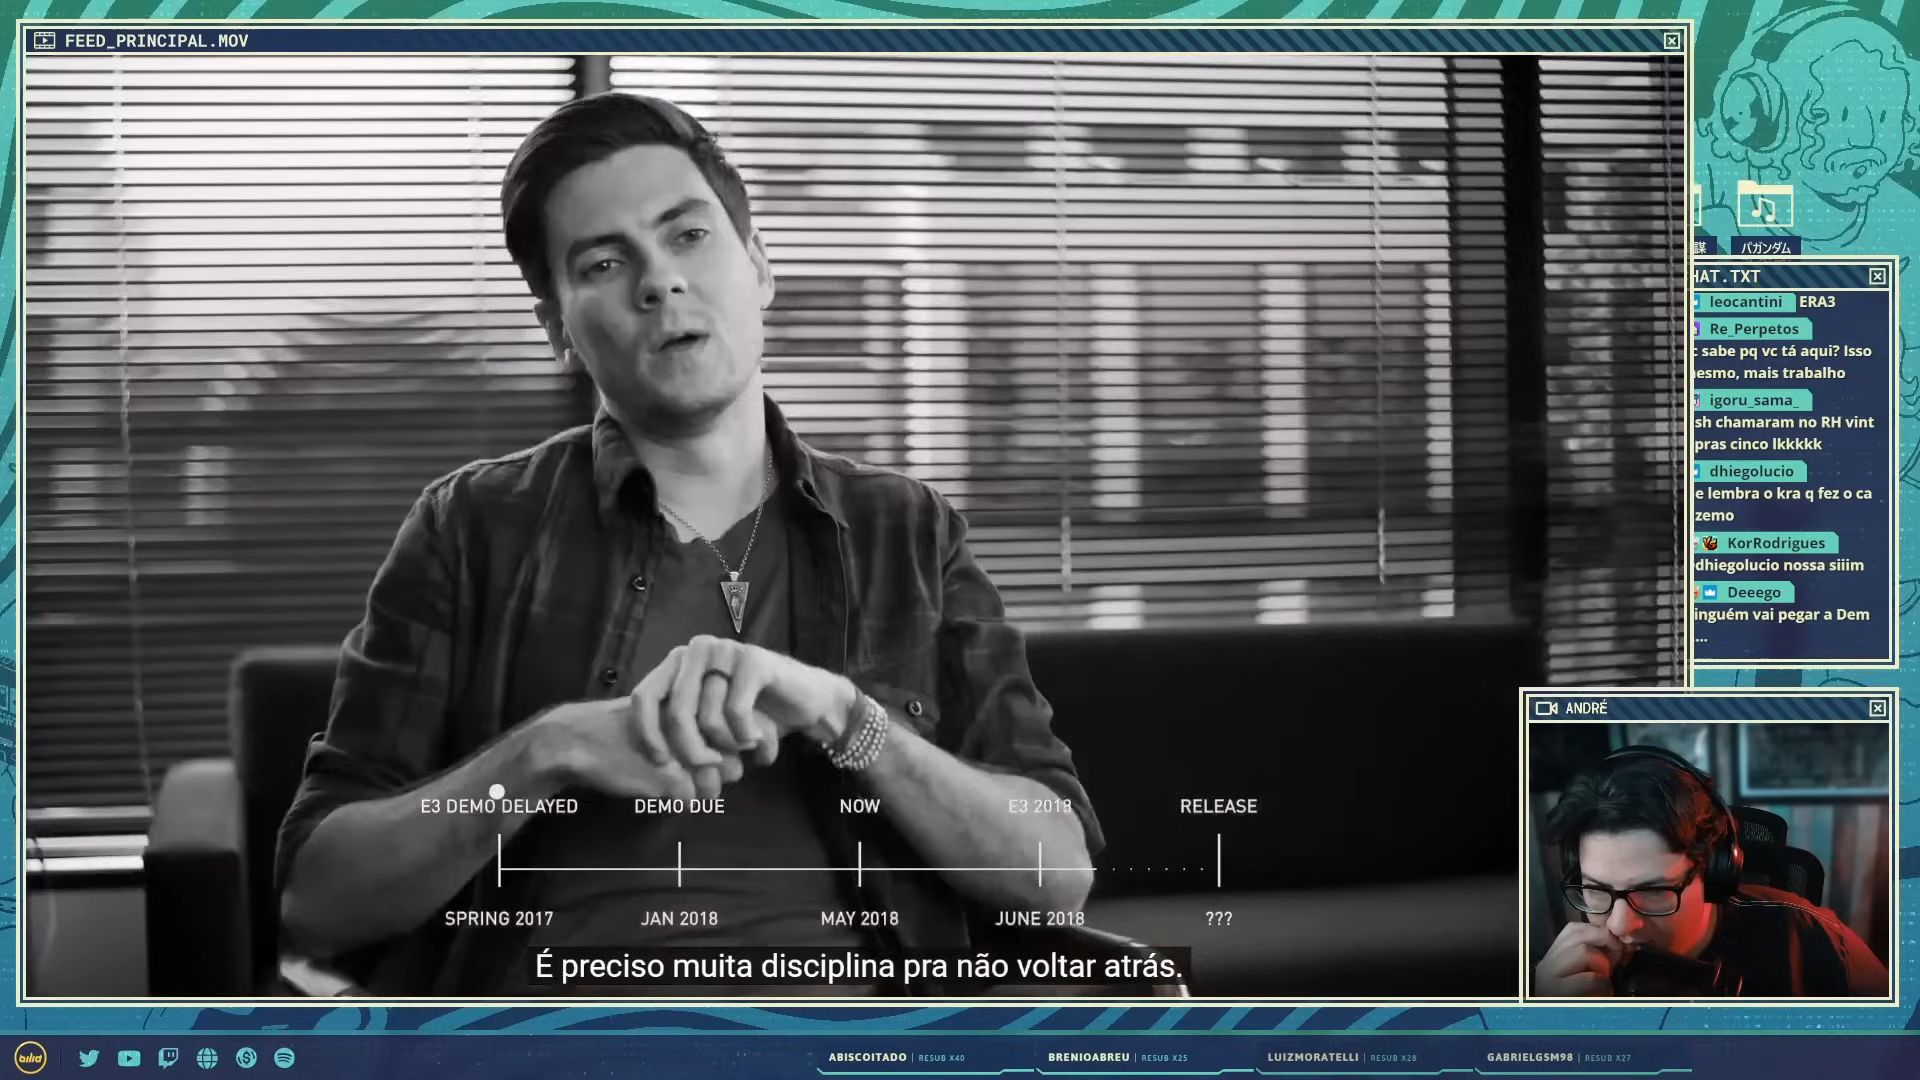 FEED_PRINCIPAL.MOV
パガンダム
HAT.TXT
leocantini ERA3
Re_Perpetos
sabe pq vc tá aqui? Isso
esmo, mais trabalho
igoru_sama_
sh chamaram no RH vint
pras cinco lkkkkk
dhiegolucio
e lembra o kra q fez o ca
zemo
KorRodrigues
dhiegolucio nossa siiim
Deeego
inguém vai pegar a Dem
...
ANDRÉ
E3 DEMO DELAYED DEMO DUE NOW E3 2018 RELEASE
SPRING 2017 JAN 2018 MAY 2018 JUNE 2018 ???
É preciso muita disciplina pra não voltar atrás.
ABISCOITADO | RESUB X40 BRENIOABREU | RESUB X25 LUIZMORATELLI | RESUB X28 GABRIELGSM98 | RESUB X27